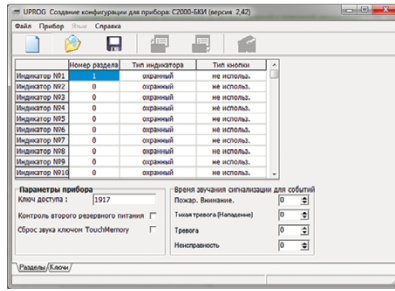 UPROG Создание конфигурации для прибора: С2000-БКИ (версия 2,42)
Файл Прибор Язык Справка
Номер раздела Тип индикатора Тип кнопки
Индикатор №1 1 охранный не использ.
Индикатор №2 0 охранный не использ.
Индикатор №3 0 охранный не использ.
Индикатор №4 0 охранный не использ.
Индикатор №5 0 охранный не использ.
Индикатор №6 0 охранный не использ.
Индикатор №7 0 охранный не использ.
Индикатор №8 0 охранный не использ.
Индикатор №9 0 охранный не использ.
Индикатор №10 0 охранный не использ.
Параметры прибора
Ключ доступа : 1917
Контроль второго резервного питания
Сброс звука ключом TouchMemory
Время звучания сигнализации для событий
Пожар. Внимание. 0
Тихая тревога (Нападение) 0
Тревога 0
Неисправность 0
Разделы Ключи